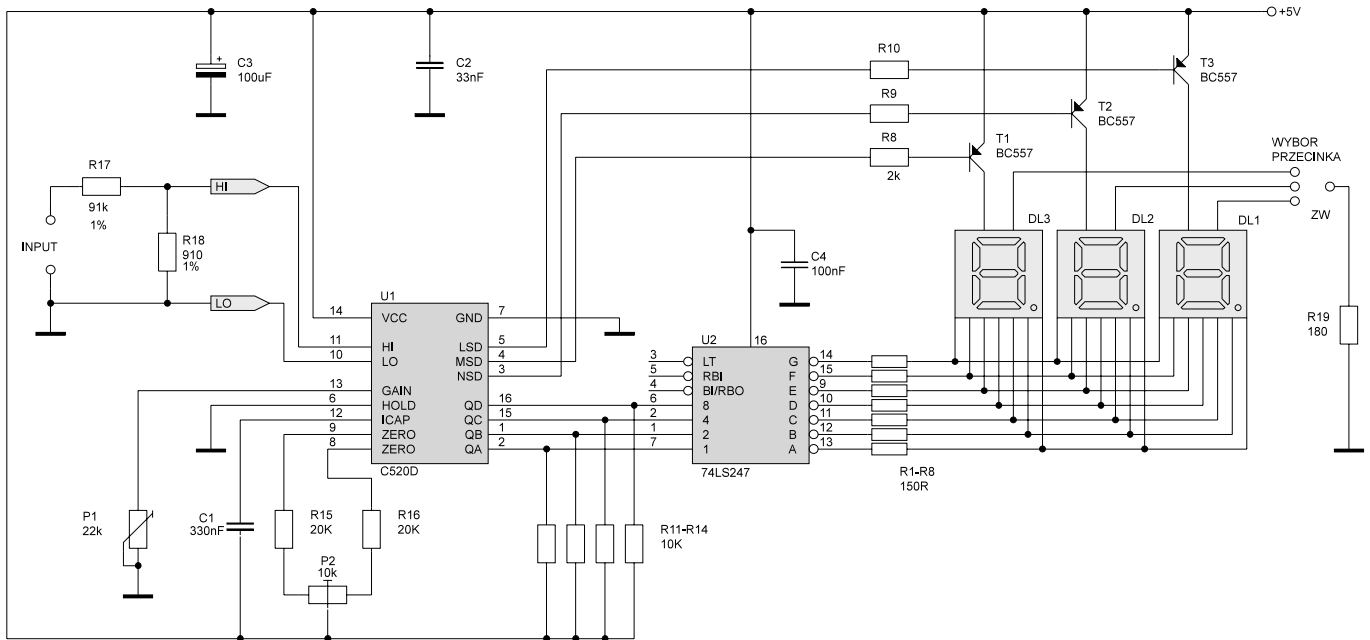 +5V
C3
+
100uF
C2
33nF
R10
T3
BC557
R9
T2
BC557
R8
2k
T1
BC557
WYBOR
PRZECINKA
ZW
R17
91k
1%
HI
INPUT
R18
910
1%
LO
DL3
DL2
DL1
C4
100nF
R19
180
U1
14 VCC GND 7
11 HI LSD 5
10 LO MSD 4
NSD 3
13 GAIN
6 HOLD QD 16
12 ICAP QC 15
9 ZERO QB 1
8 ZERO QA 2
C520D
U2
16
3 LT G 14
5 RBI F 15
4 BI/RBO E 9
6 8 D 10
2 4 C 11
1 2 B 12
7 1 A 13
74LS247
R1-R8
150R
P1
22k
C1
330nF
R15
20K
R16
20K
P2
10k
R11-R14
10K